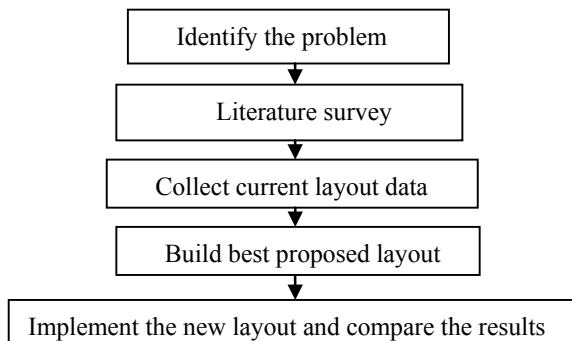 Identify the problem
Literature survey
Collect current layout data
Build best proposed layout
Implement the new layout and compare the results